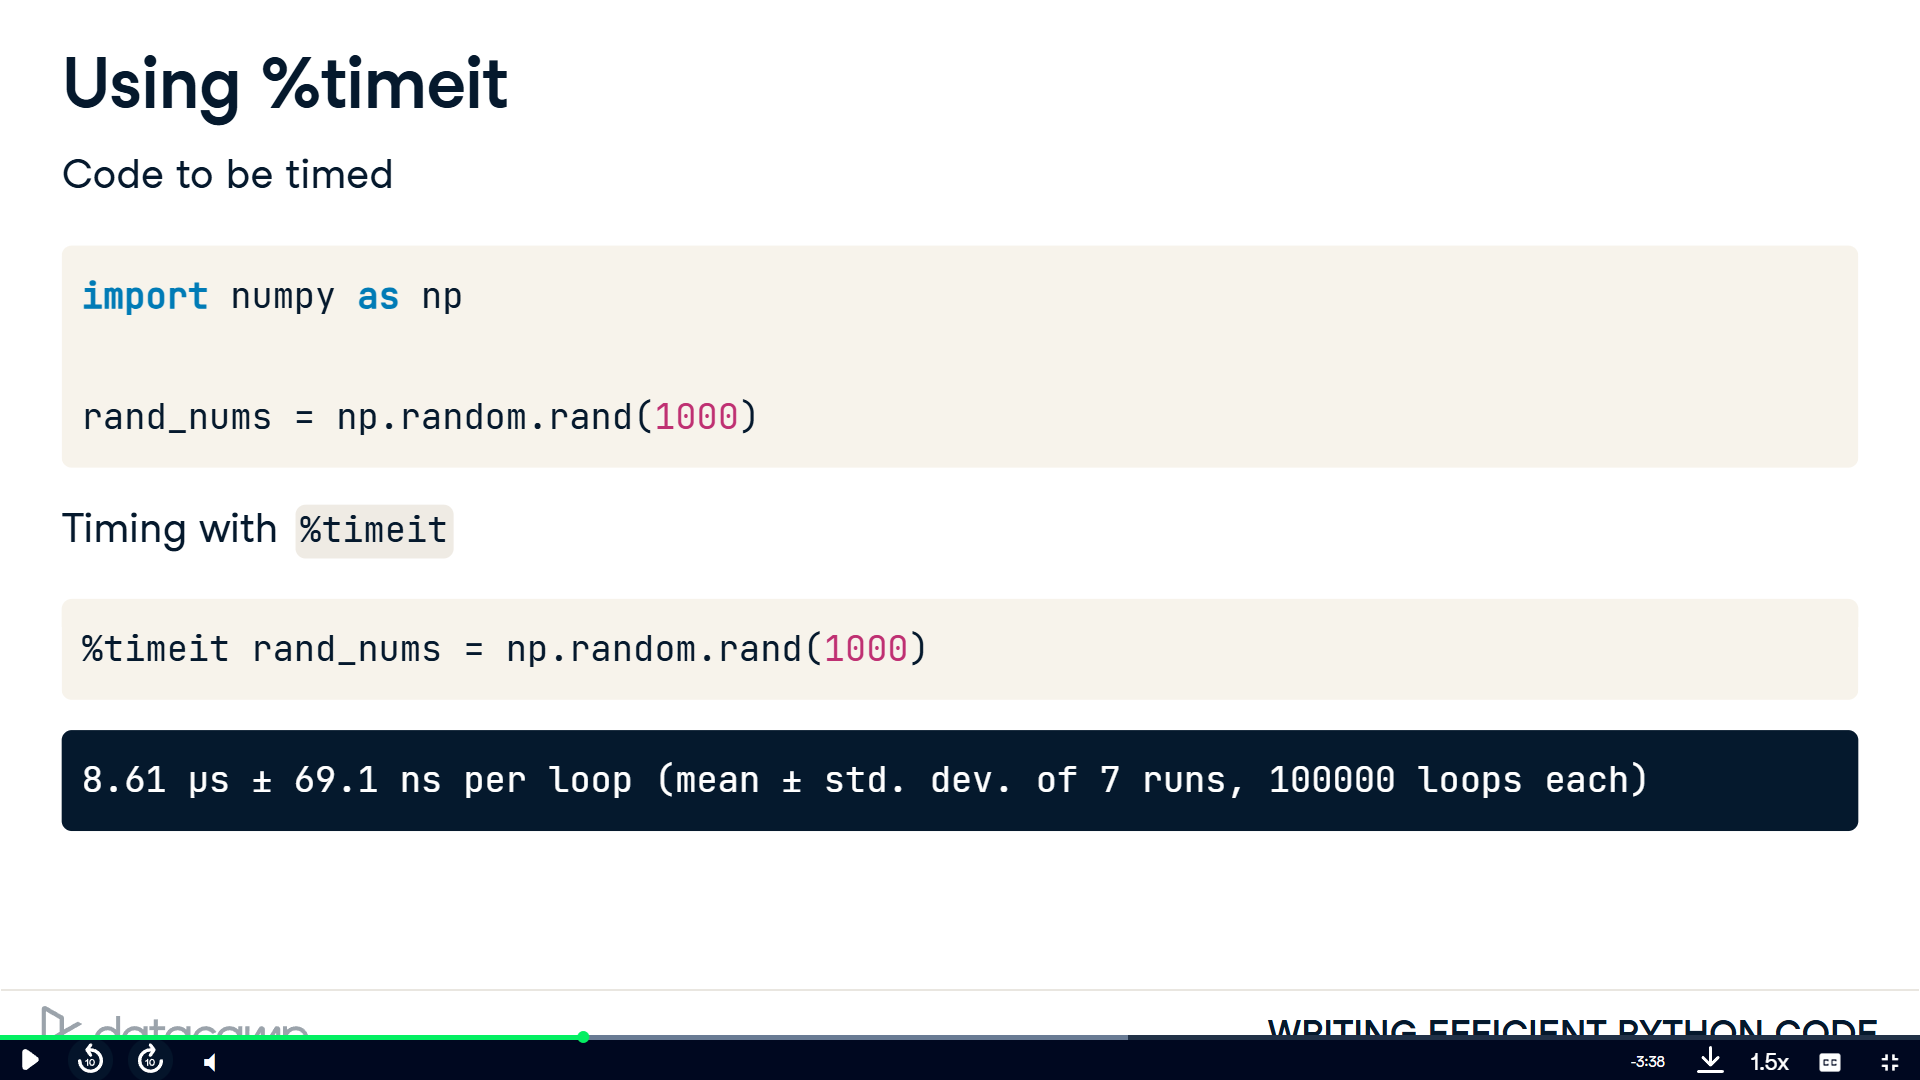 Using %timeit
Code to be timed
import numpy as np
rand_nums = np.random.rand(1000)
Timing with %timeit
%timeit rand_nums = np.random.rand(1000)
8.61 µs ± 69.1 ns per loop (mean ± std. dev. of 7 runs, 100000 loops each)
datacamp
WRITING EFFICIENT PYTHON CODE
10
10
-3:38
1.5x
CC